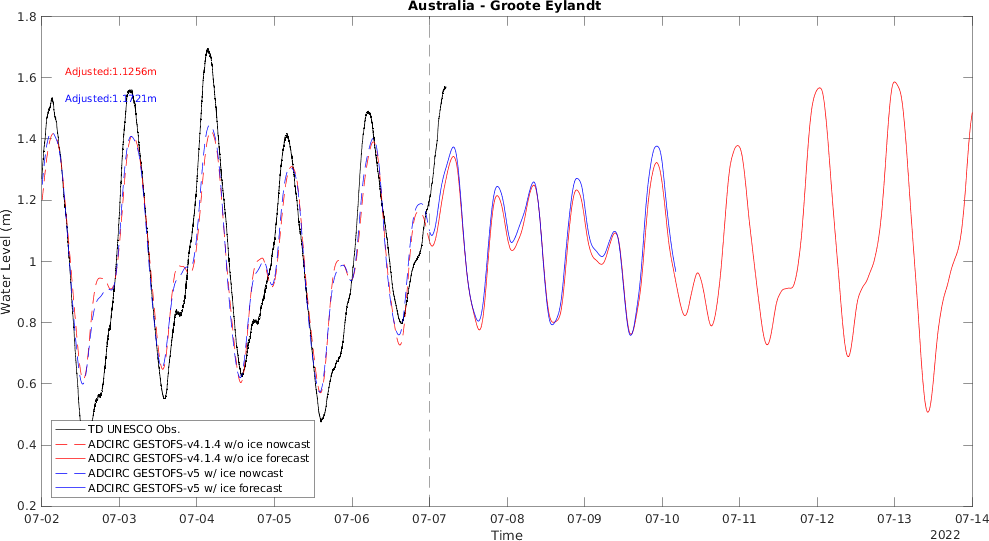 Australia - Groote Eylandt
1.8
1.6
1.4
1.2
1
0.8
0.6
0.4
0.2
Water Level (m)
Adjusted:1.1256m
Adjusted:1.1721m
TD UNESCO Obs.
ADCIRC GESTOFS-v4.1.4 w/o ice nowcast
ADCIRC GESTOFS-v4.1.4 w/o ice forecast
ADCIRC GESTOFS-v5 w/ ice nowcast
ADCIRC GESTOFS-v5 w/ ice forecast
07-02 07-03 07-04 07-05 07-06 07-07 07-08 07-09 07-10 07-11 07-12 07-13 07-14
Time
2022